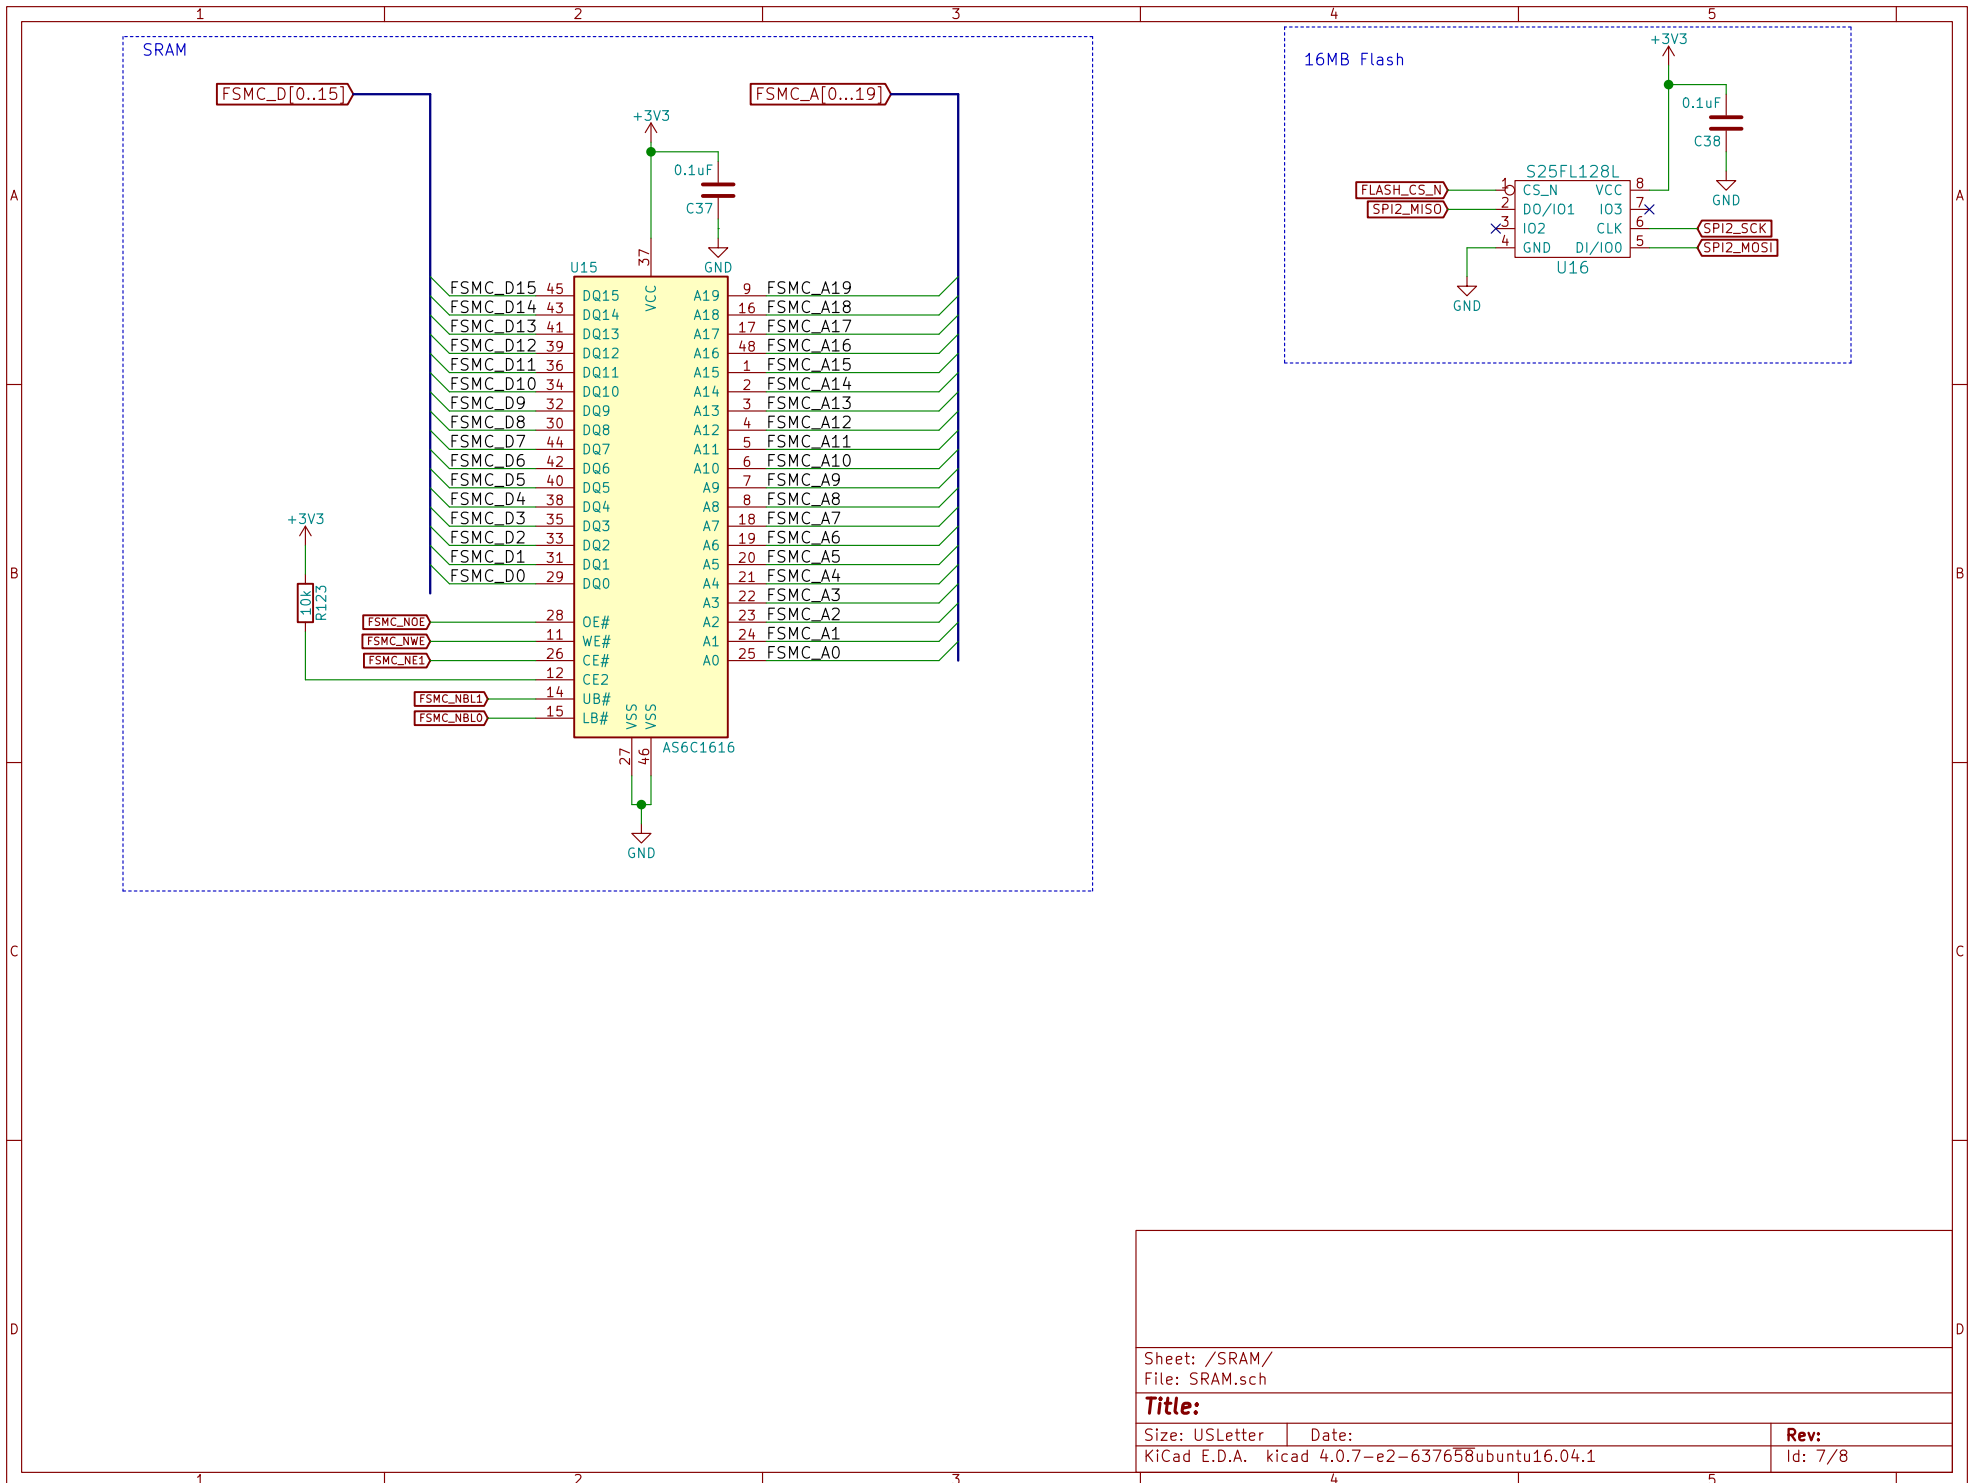 1 2 3 4 5
A A
B B
C C
D D
SRAM
FSMC_D[0..15]
FSMC_A[0...19]
+3V3
0.1uF
C37
GND
37
U15
VCC
FSMC_D15 45 DQ15 A19 9 FSMC_A19
FSMC_D14 43 DQ14 A18 16 FSMC_A18
FSMC_D13 41 DQ13 A17 17 FSMC_A17
FSMC_D12 39 DQ12 A16 48 FSMC_A16
FSMC_D11 36 DQ11 A15 1 FSMC_A15
FSMC_D10 34 DQ10 A14 2 FSMC_A14
FSMC_D9 32 DQ9 A13 3 FSMC_A13
FSMC_D8 30 DQ8 A12 4 FSMC_A12
FSMC_D7 44 DQ7 A11 5 FSMC_A11
FSMC_D6 42 DQ6 A10 6 FSMC_A10
FSMC_D5 40 DQ5 A9 7 FSMC_A9
FSMC_D4 38 DQ4 A8 8 FSMC_A8
FSMC_D3 35 DQ3 A7 18 FSMC_A7
FSMC_D2 33 DQ2 A6 19 FSMC_A6
FSMC_D1 31 DQ1 A5 20 FSMC_A5
FSMC_D0 29 DQ0 A4 21 FSMC_A4
A3 22 FSMC_A3
FSMC_NOE 28 OE# A2 23 FSMC_A2
FSMC_NWE 11 WE# A1 24 FSMC_A1
FSMC_NE1 26 CE# A0 25 FSMC_A0
12 CE2
FSMC_NBL1 14 UB#
FSMC_NBL0 15 LB#
VSS VSS
27 46
AS6C1616
GND
+3V3
10k
R123
16MB Flash
+3V3
0.1uF
C38
GND
S25FL128L
FLASH_CS_N 1 CS_N VCC 8
SPI2_MISO 2 DO/IO1 IO3 7
3 IO2 CLK 6 SPI2_SCK
4 GND DI/IO0 5 SPI2_MOSI
U16
GND
Sheet: /SRAM/
File: SRAM.sch
Title:
Size: USLetter Date: Rev:
KiCad E.D.A. kicad 4.0.7-e2-637658ubuntu16.04.1 Id: 7/8
1 2 3 4 5